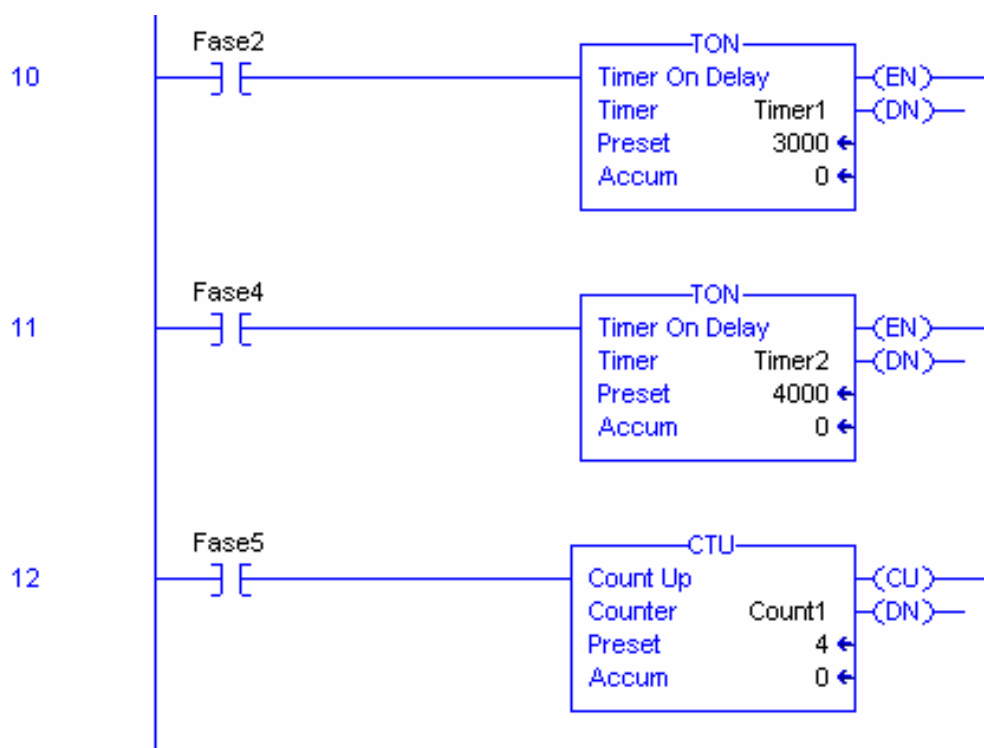 Fase2
10
TON
Timer On Delay
(EN)
Timer Timer1
(DN)
Preset 3000
Accum 0
Fase4
11
TON
Timer On Delay
(EN)
Timer Timer2
(DN)
Preset 4000
Accum 0
Fase5
12
CTU
Count Up
(CU)
Counter Count1
(DN)
Preset 4
Accum 0